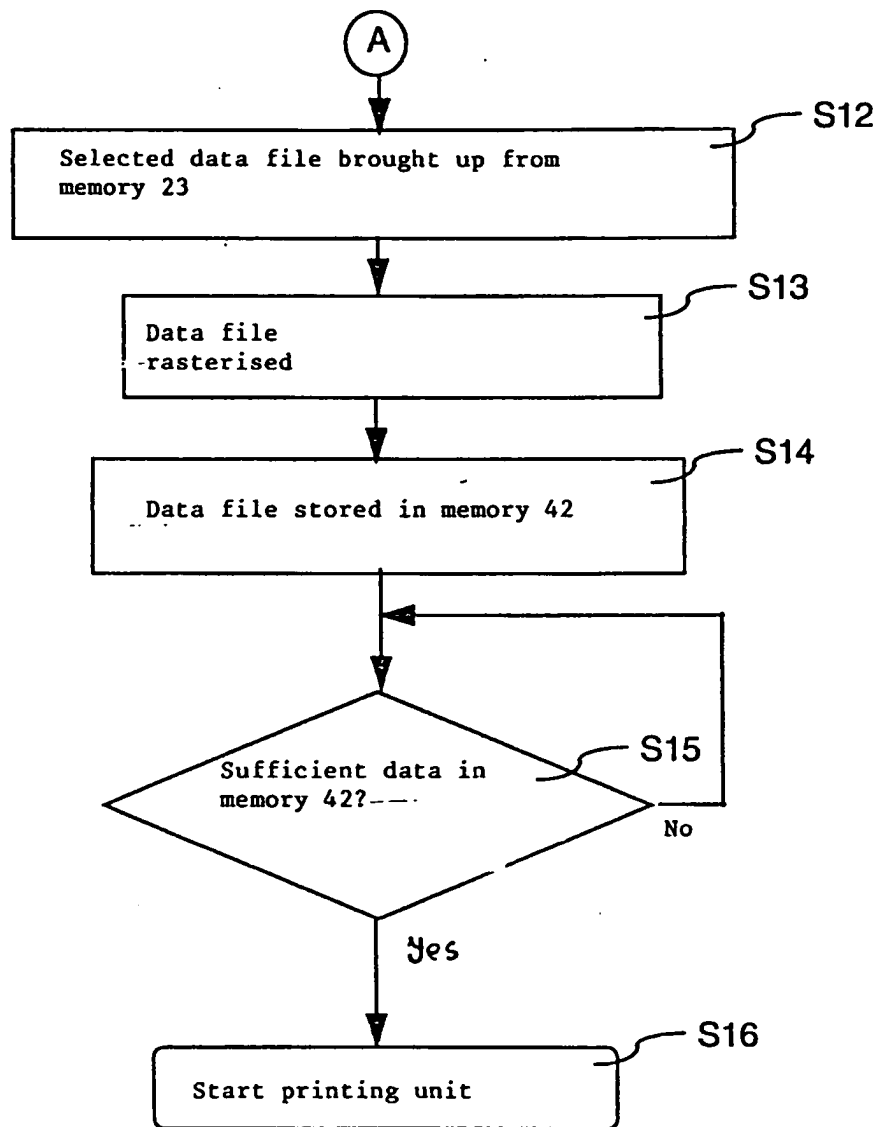 A
S12
Selected data file brought up from
memory 23
S13
Data file
rasterised
S14
Data file stored in memory 42
S15
Sufficient data in
memory 42?
No
Yes
S16
Start printing unit